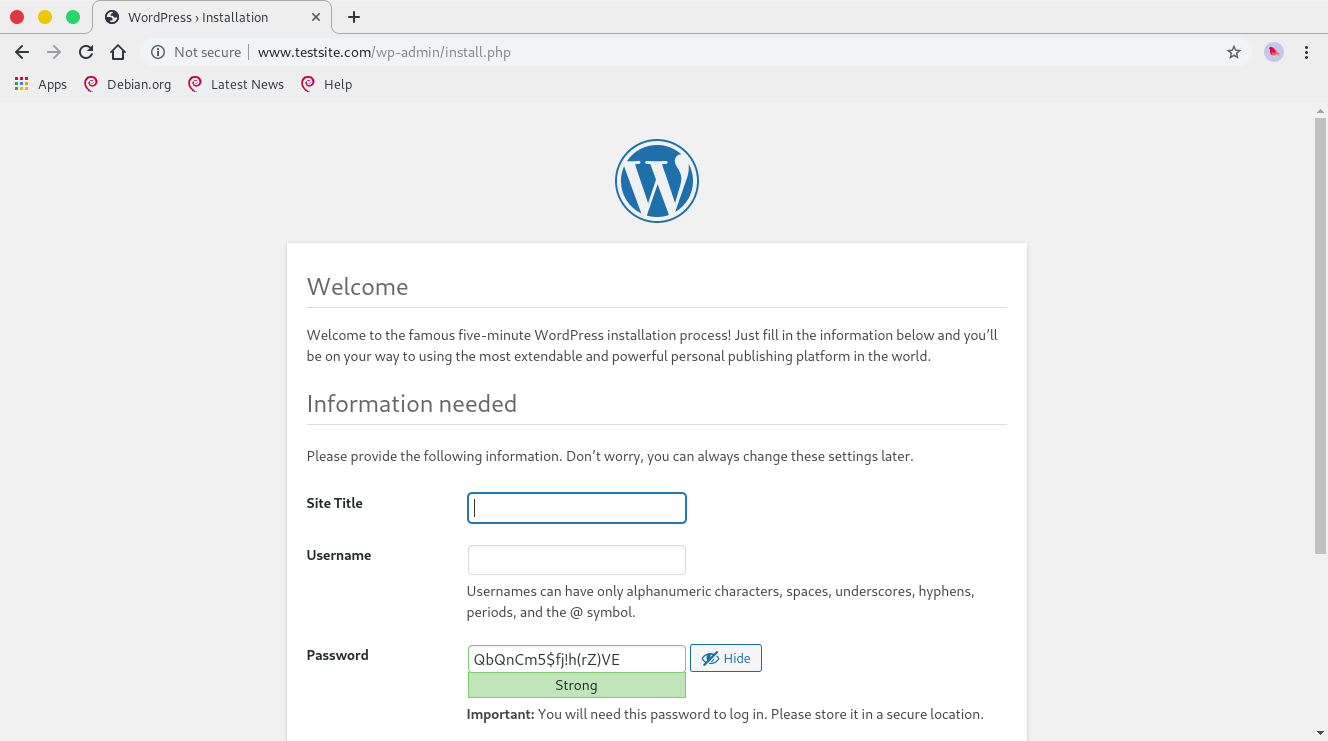 WordPress › Installation
Not secure www.testsite.com/wp-admin/install.php
Apps Debian.org Latest News Help
Welcome
Welcome to the famous five-minute WordPress installation process! Just fill in the information below and you’ll
be on your way to using the most extendable and powerful personal publishing platform in the world.
Information needed
Please provide the following information. Don’t worry, you can always change these settings later.
Site Title
Username
Usernames can have only alphanumeric characters, spaces, underscores, hyphens,
periods, and the @ symbol.
Password QbQnCm5$fj!h(rZ)VE Hide
Strong
Important: You will need this password to log in. Please store it in a secure location.